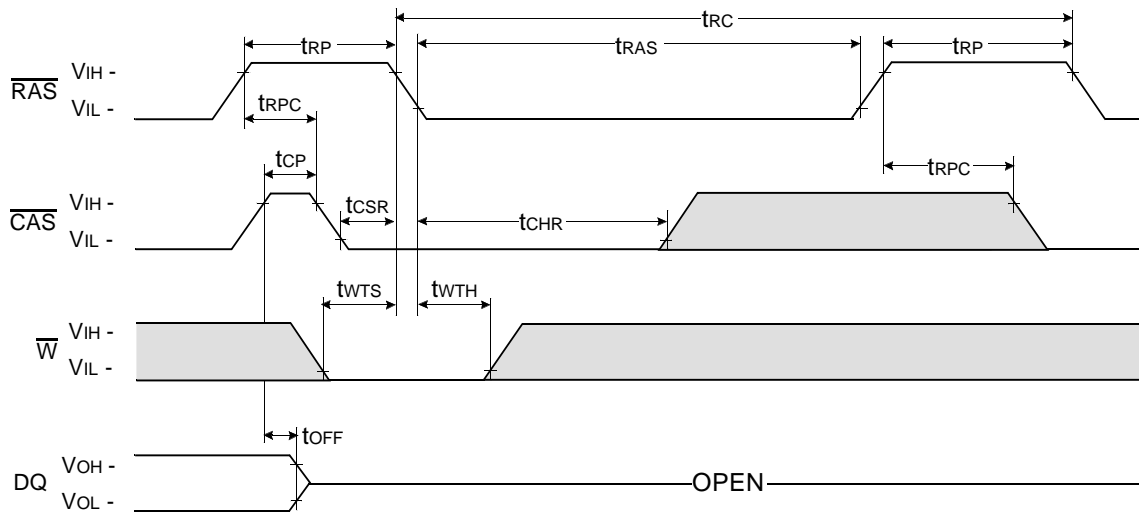 tRC
tRP
tRAS
tRP
RAS
VIH -
VIL -
tRPC
tCP
tRPC
CAS
VIH -
VIL -
tCSR
tCHR
tWTS
tWTH
W
VIH -
VIL -
tOFF
DQ
VOH -
VOL -
OPEN